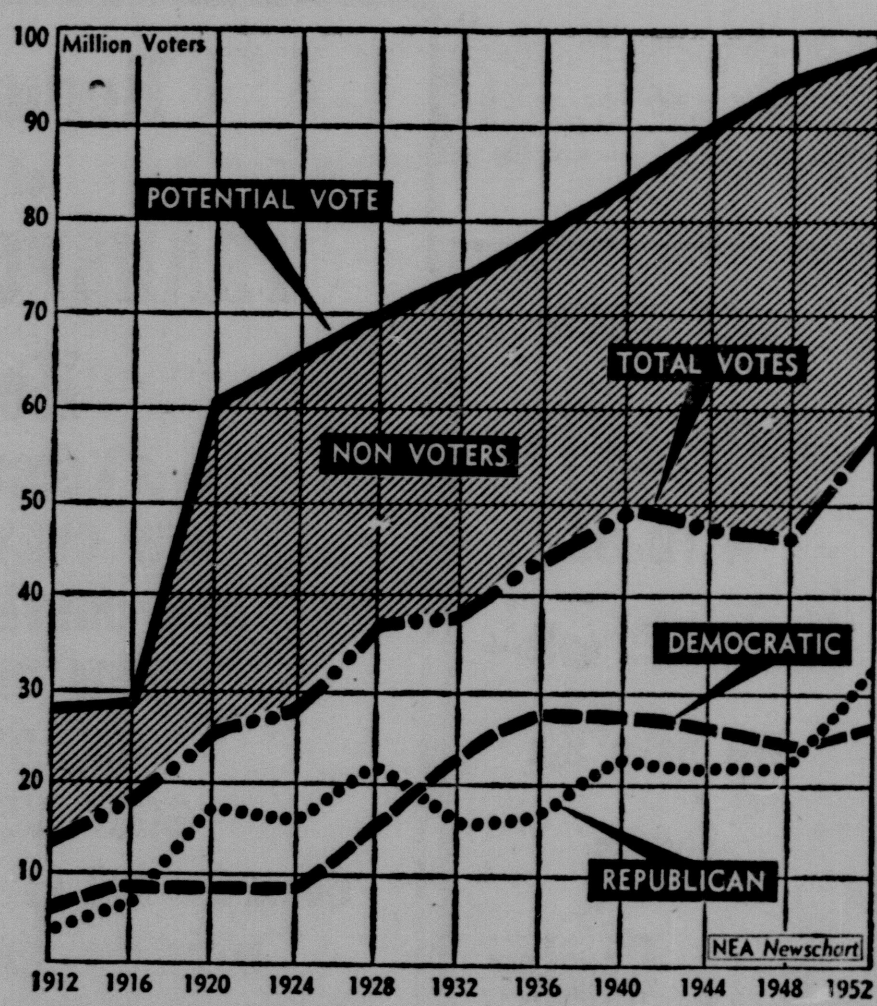 100
Million Voters
90
POTENTIAL VOTE
80
70
TOTAL VOTES
60
NON VOTERS
50
40
DEMOCRATIC
30
20
10
REPUBLICAN
NEA Newschart
1912 1916 1920 1924 1928 1932 1936 1940 1944 1948 1952